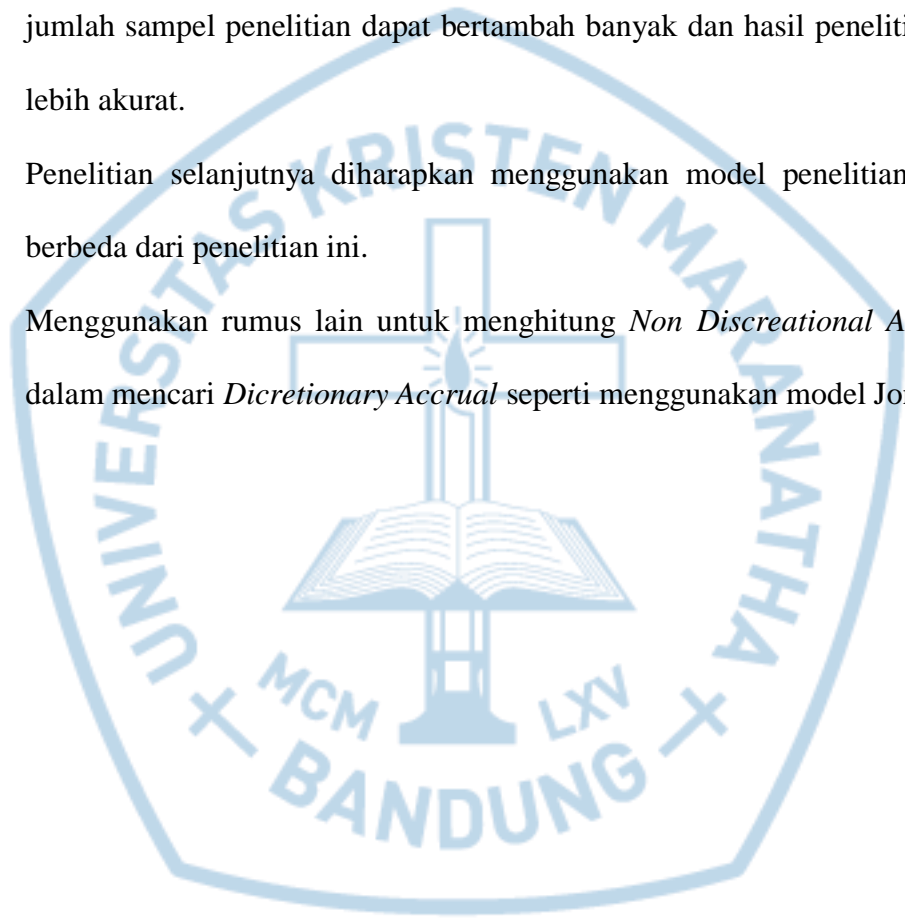 jumlah sampel penelitian dapat bertambah banyak dan hasil
lebih akurat.
Penelitian selanjutnya diharapkan menggunakan model penelitian
berbeda dari penelitian ini.
Menggunakan rumus lain untuk menghitung Non Discreational
dalam mencari Dicretionary Accrual seperti menggunakan model
UNIVERSITAS KRISTEN MARANATHA
MCM LXV
BANDUNG